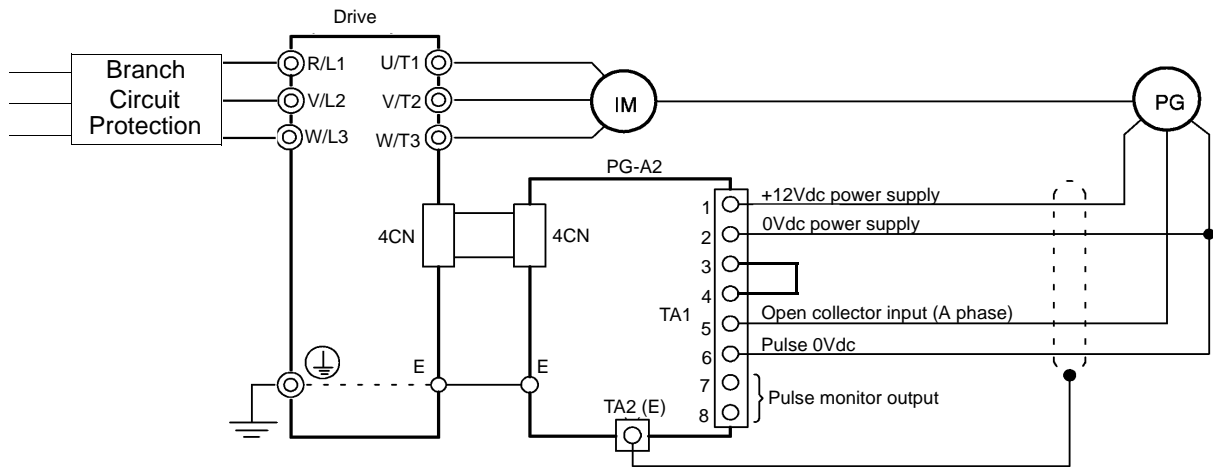 Drive
Branch
Circuit
Protection
R/L1
U/T1
V/L2
V/T2
W/L3
W/T3
IM
PG
PG-A2
4CN
4CN
1
+12Vdc power supply
2
0Vdc power supply
3
4
TA1
5
Open collector input (A phase)
6
Pulse 0Vdc
E
E
7
8
Pulse monitor output
TA2 (E)